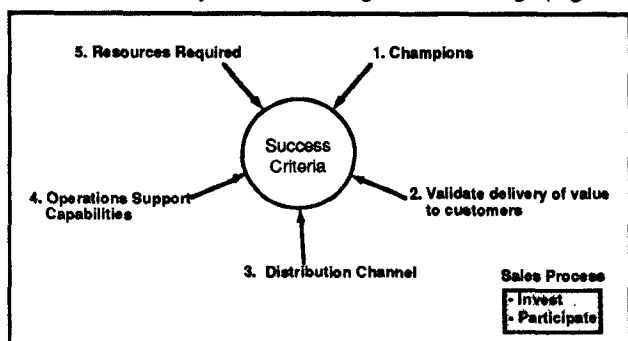 5. Resources Required
1. Champions
Success
Criteria
4. Operations Support
Capabilities
2. Validate delivery of value
to customers
3. Distribution Channel
Sales Process
- Invest
- Participate